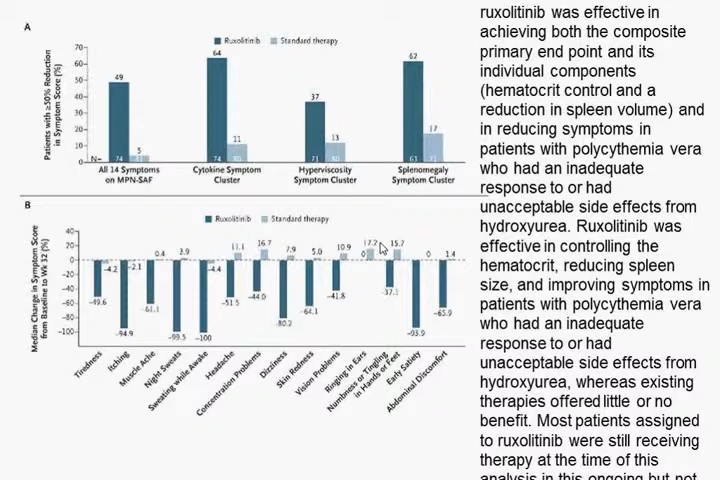 A
Ruxolitinib
Standard therapy
Patients with ≥50% Reduction
in Symptom Score (%)
70
60
50
40
30
20
10
0
49
5
64
11
37
13
62
17
N=
74
74
71
63
All 14 Symptoms
on MPN-SAF
Cytokine Symptom
Cluster
Hyperviscosity
Symptom Cluster
Splenomegaly
Symptom Cluster
B
Ruxolitinib
Standard therapy
Median Change in Symptom Score
from Baseline to Wk 32 (%)
40
20
0
-20
-40
-60
-80
-100
-49.6
-4.2
-94.9
-2.1
-61.1
0.4
-99.5
3.9
-100
-4.4
-51.5
11.1
-44.0
16.7
-80.2
7.9
-64.1
5.0
-41.8
10.9
0
17.2
-37.1
15.7
-93.9
0
-65.9
1.4
Tiredness
Itching
Muscle Ache
Night Sweats
Sweating while Awake
Headache
Concentration Problems
Dizziness
Skin Redness
Vision Problems
Ringing in Ears
Numbness or Tingling
in Hands or Feet
Early Satiety
Abdominal Discomfort
ruxolitinib was effective in
achieving both the composite
primary end point and its
individual components
(hematocrit control and a
reduction in spleen volume) and
in reducing symptoms in
patients with polycythemia vera
who had an inadequate
response to or had
unacceptable side effects from
hydroxyurea. Ruxolitinib was
effective in controlling the
hematocrit, reducing spleen
size, and improving symptoms in
patients with polycythemia vera
who had an inadequate
response to or had
unacceptable side effects from
hydroxyurea, whereas existing
therapies offered little or no
benefit. Most patients assigned
to ruxolitinib were still receiving
therapy at the time of this
analysis in this ongoing but not